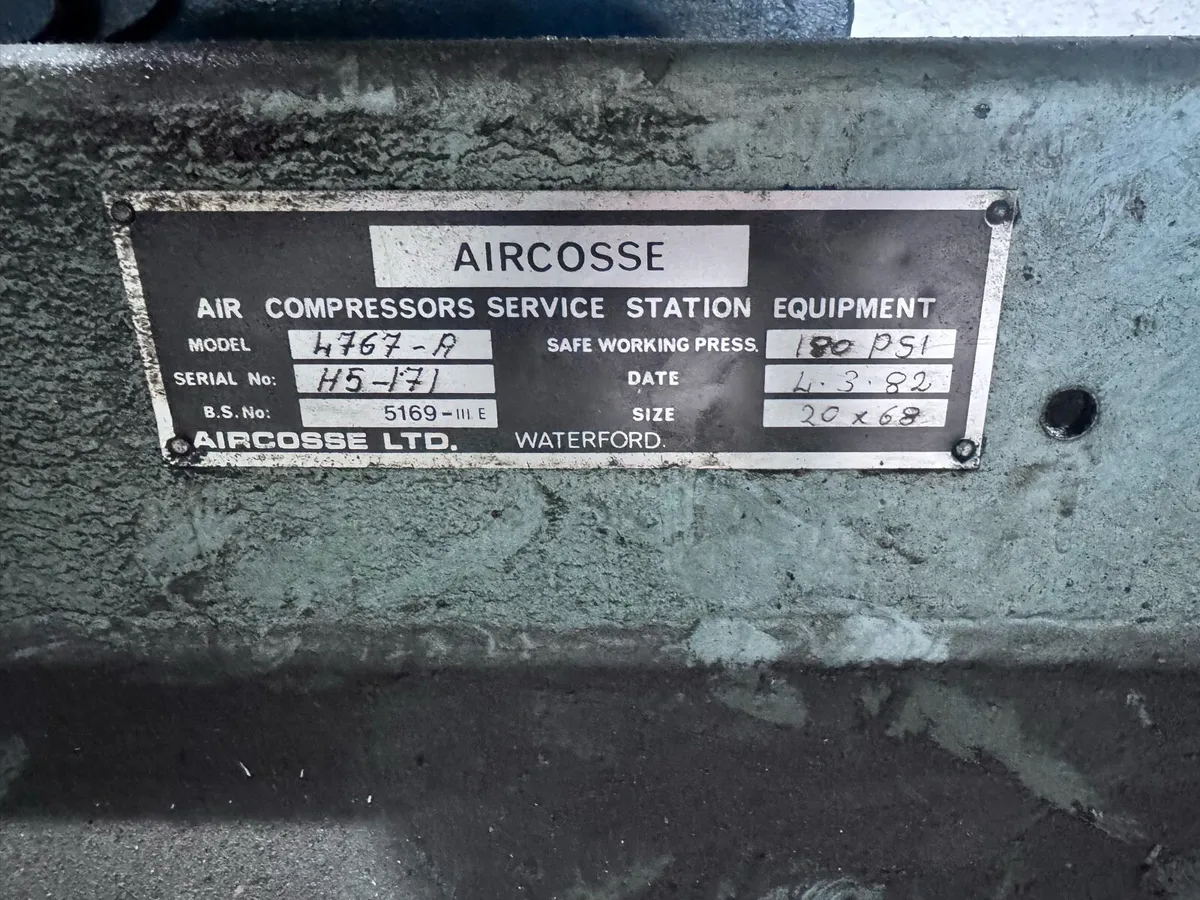 AIRCOSSE
AIR COMPRESSORS SERVICE STATION EQUIPMENT
MODEL 4767-A SAFE WORKING PRESS. 180 PSI
SERIAL No: H5-171 DATE 4.3.82
B.S. No: 5169-III E SIZE 20 x 68
AIRCOSSE LTD. WATERFORD.